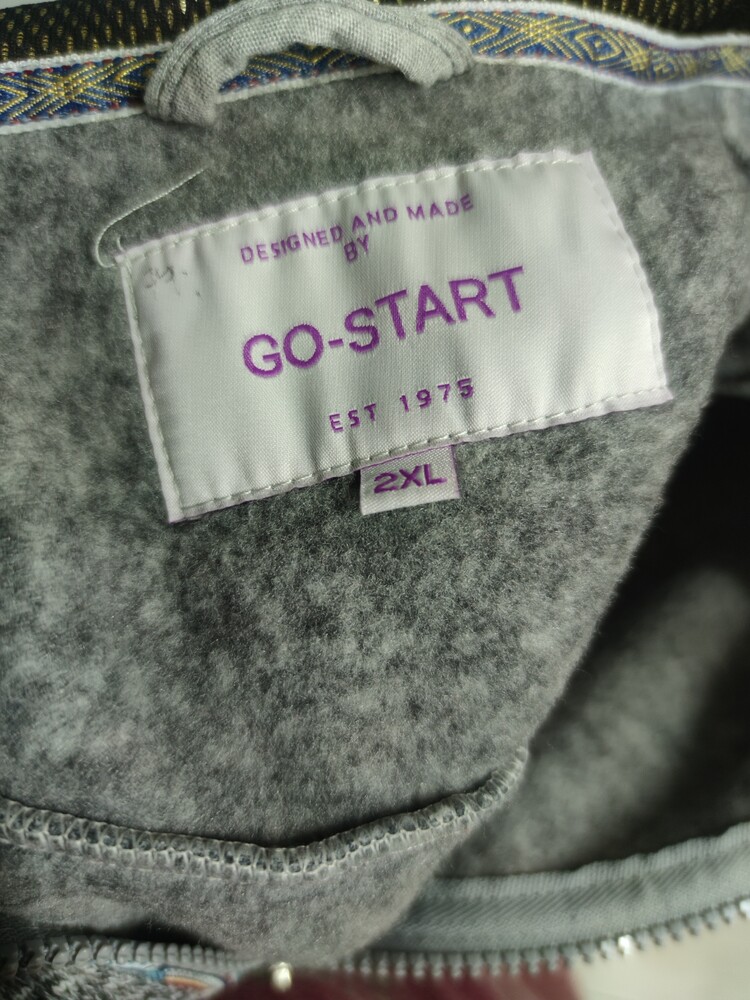 DESIGNED AND MADE
BY
GO-START
EST 1975
2XL